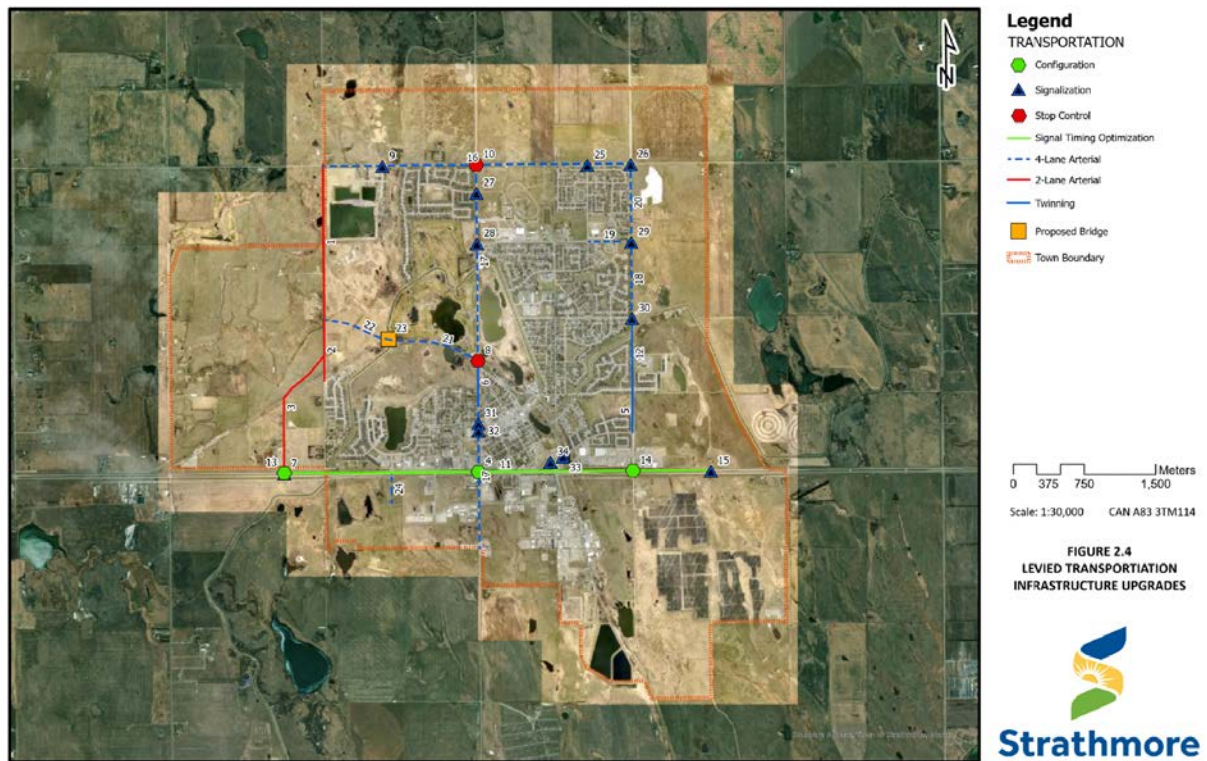 Legend
TRANSPORTATION
Configuration
Signalization
Stop Control
Signal Timing Optimization
4-Lane Arterial
2-Lane Arterial
Twinning
Proposed Bridge
Town Boundary
N
9
16
10
25
26
27
20
1
28
19
29
17
18
22
23
21
30
2
8
12
6
3
31
5
32
13
7
4
11
34
33
14
15
17
24
Meters
0 375 750 1,500
Scale: 1:30,000 CAN A83 3TM114
FIGURE 2.4
LEVIED TRANSPORTIATION
INFRASTRUCTURE UPGRADES
Strathmore